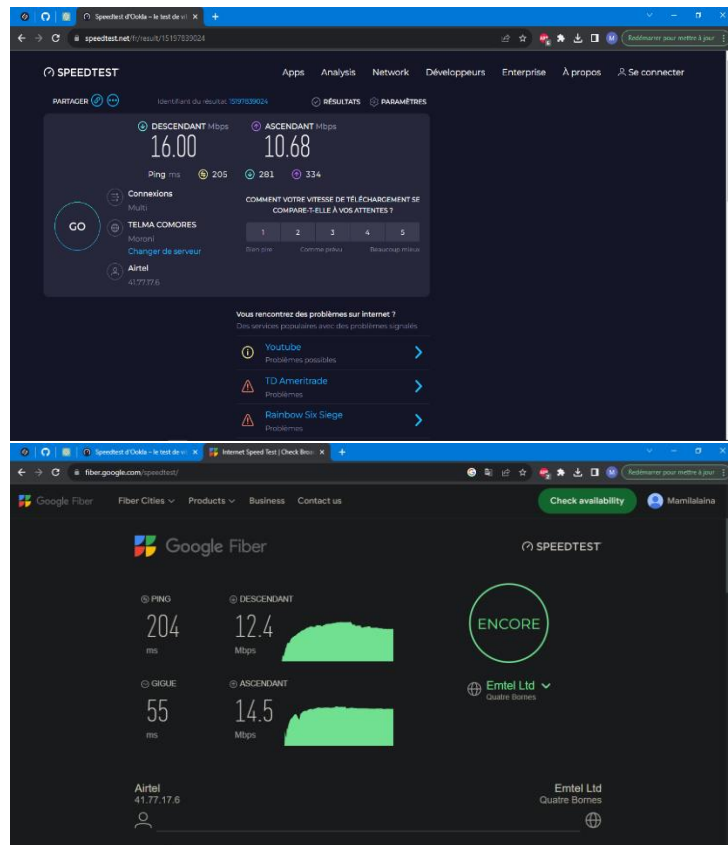 Speedtest d'Ookla – le test de vi
speedtest.net/fr/result/15197839024
Redémarrer pour mettre à jour
SPEEDTEST
Apps Analysis Network Développeurs Enterprise À propos Se connecter
PARTAGER
Identifiant du résultat 15197839024
RÉSULTATS
PARAMÈTRES
DESCENDANT Mbps
16.00
ASCENDANT Mbps
10.68
Ping ms 205 281 334
GO
Connexions
Multi
TELMA COMORES
Moroni
Changer de serveur
Airtel
41.77.17.6
COMMENT VOTRE VITESSE DE TÉLÉCHARGEMENT SE
COMPARE-T-ELLE À VOS ATTENTES ?
1 2 3 4 5
Bien pire Comme prévu Beaucoup mieux
Vous rencontrez des problèmes sur internet ?
Des services populaires avec des problèmes signalés
Youtube
Problèmes possibles
TD Ameritrade
Problèmes
Rainbow Six Siege
Problèmes
Speedtest d'Ookla – le test de vi
Internet Speed Test | Check Broa
fiber.google.com/speedtest/
Redémarrer pour mettre à jour
Google Fiber Fiber Cities Products Business Contact us
Check availability
Mamilalaina
Google Fiber
SPEEDTEST
PING
204
ms
DESCENDANT
12.4
Mbps
ENCORE
GIGUE
55
ms
ASCENDANT
14.5
Mbps
Emtel Ltd
Quatre Bornes
Airtel
41.77.17.6
Emtel Ltd
Quatre Bornes